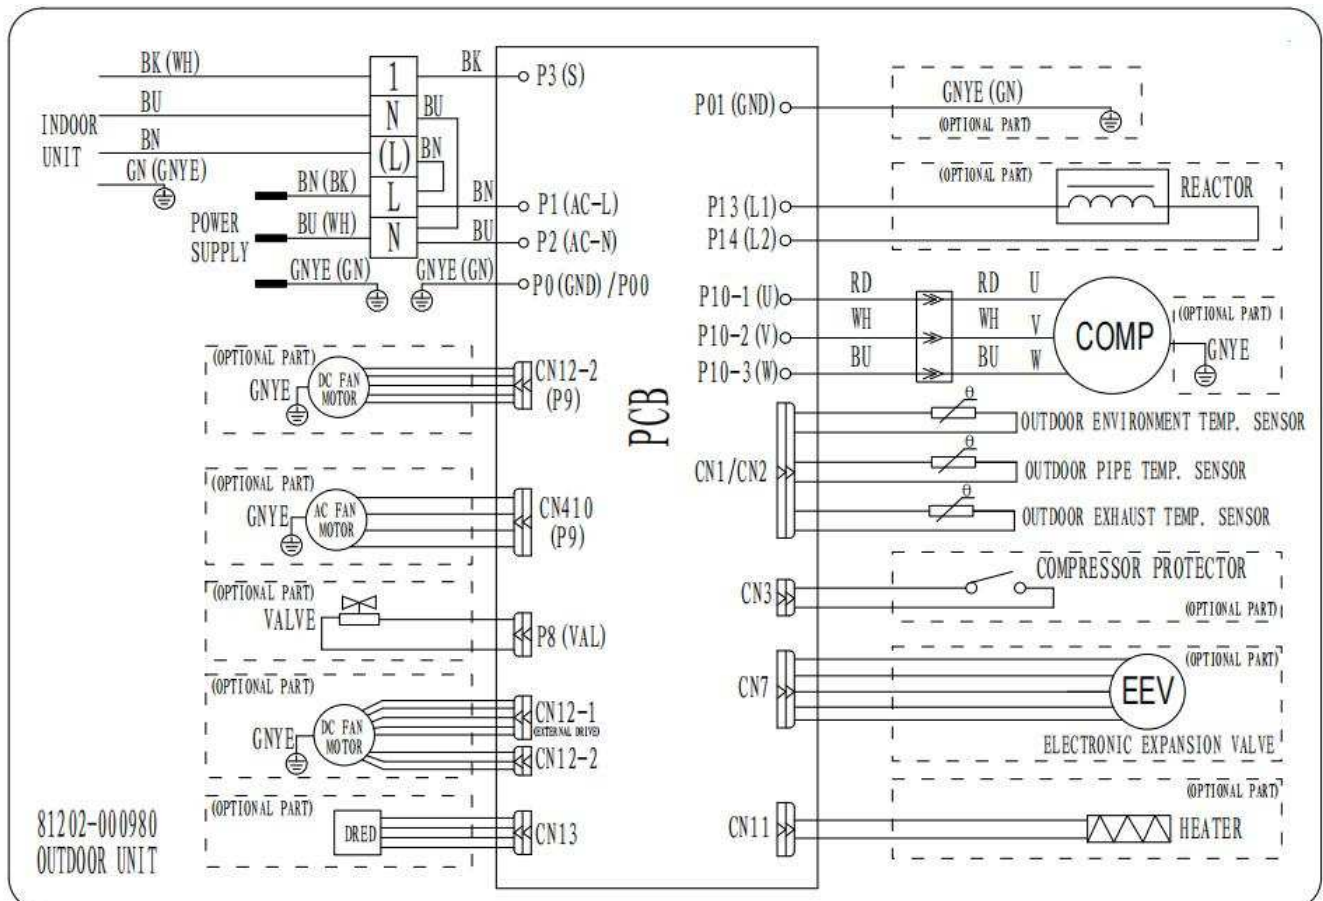 BK (WH)
BU
INDOOR
UNIT
BN
GN (GNYE)
1
N
(L)
L
N
BK
BU
BN
BN
BU
BN (BK)
POWER
SUPPLY
BU (WH)
GNYE (GN)
GNYE (GN)
P3 (S)
P1 (AC-L)
P2 (AC-N)
P0 (GND) /P00
(OPTIONAL PART)
GNYE
DC FAN
MOTOR
CN12-2
(P9)
(OPTIONAL PART)
GNYE
AC FAN
MOTOR
CN410
(P9)
(OPTIONAL PART)
VALVE
P8 (VAL)
(OPTIONAL PART)
GNYE
DC FAN
MOTOR
CN12-1
(EXTERNAL DRIVE)
CN12-2
(OPTIONAL PART)
DRED
CN13
81202-000980
OUTDOOR UNIT
PCB
P01 (GND)
GNYE (GN)
(OPTIONAL PART)
(OPTIONAL PART)
REACTOR
P13 (L1)
P14 (L2)
P10-1 (U)
RD
RD
U
P10-2 (V)
WH
WH
V
P10-3 (W)
BU
BU
W
COMP
(OPTIONAL PART)
GNYE
CN1/CN2
θ
OUTDOOR ENVIRONMENT TEMP. SENSOR
θ
OUTDOOR PIPE TEMP. SENSOR
θ
OUTDOOR EXHAUST TEMP. SENSOR
CN3
COMPRESSOR PROTECTOR
(OPTIONAL PART)
CN7
(OPTIONAL PART)
EEV
ELECTRONIC EXPANSION VALVE
(OPTIONAL PART)
CN11
HEATER